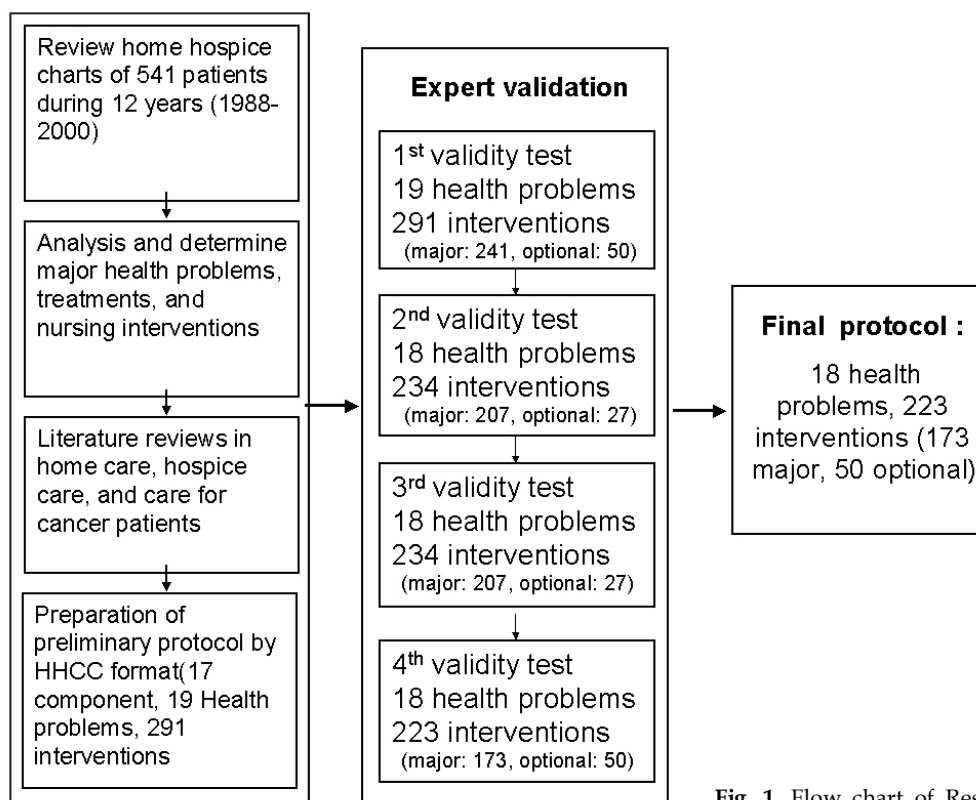 Review home hospice
charts of 541 patients
during 12 years (1988-
2000)
Analysis and determine
major health problems,
treatments, and
nursing interventions
Literature reviews in
home care, hospice
care, and care for
cancer patients
Preparation of
preliminary protocol by
HHCC format(17
component, 19 Health
problems, 291
interventions
Expert validation
1st validity test
19 health problems
291 interventions
(major: 241, optional: 50)
2nd validity test
18 health problems
234 interventions
(major: 207, optional: 27)
3rd validity test
18 health problems
234 interventions
(major: 207, optional: 27)
4th validity test
18 health problems
223 interventions
(major: 173, optional: 50)
Final protocol :
18 health
problems, 223
interventions (173
major, 50 optional)
Fig. 1. Flow chart of Res